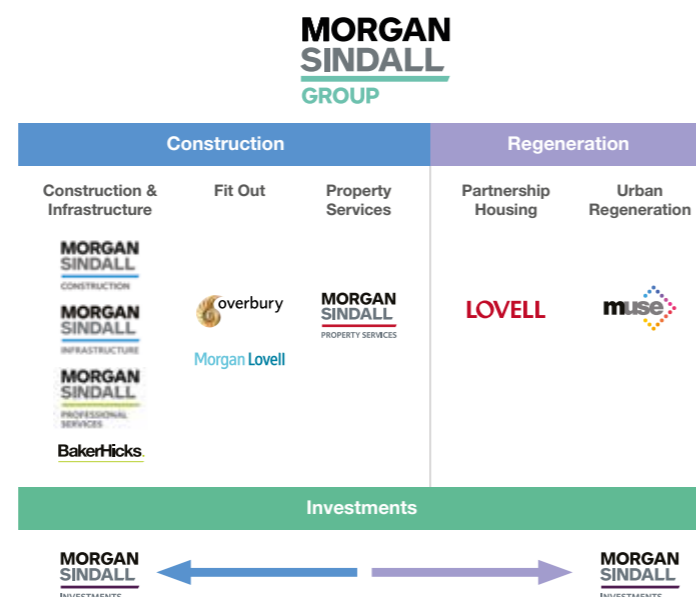 MORGAN
SINDALL
GROUP
Construction
Regeneration
Construction &
Infrastructure
Fit Out
Property
Services
Partnership
Housing
Urban
Regeneration
MORGAN
SINDALL
CONSTRUCTION
MORGAN
SINDALL
INFRASTRUCTURE
MORGAN
SINDALL
PROFESSIONAL
SERVICES
BakerHicks.
overbury
Morgan Lovell
MORGAN
SINDALL
PROPERTY SERVICES
LOVELL
muse
Investments
MORGAN
SINDALL
INVESTMENTS
MORGAN
SINDALL
INVESTMENTS